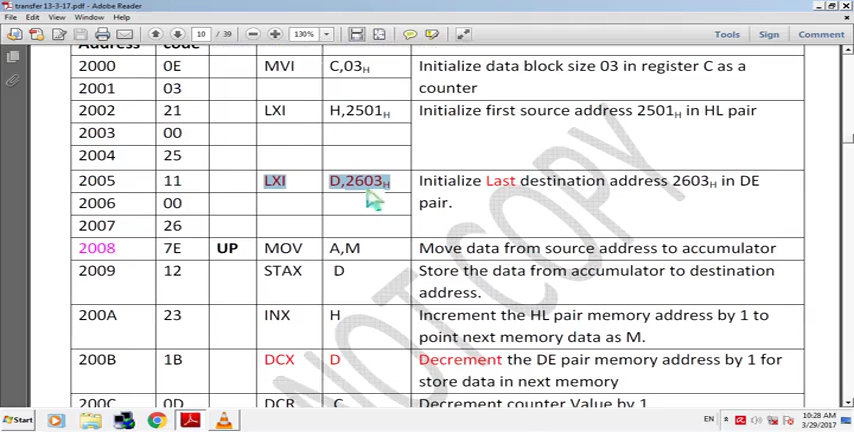 transfer 13-3-17.pdf - Adobe Reader
File Edit View Window Help
10 / 39 130% Tools Sign Comment
Address code
2000 0E MVI C,03H Initialize data block size 03 in register C as a
2001 03 counter
2002 21 LXI H,2501H Initialize first source address 2501H in HL pair
2003 00
2004 25
2005 11 LXI D,2603H Initialize Last destination address 2603H in DE
2006 00 pair.
2007 26
2008 7E UP MOV A,M Move data from source address to accumulator
2009 12 STAX D Store the data from accumulator to destination
address.
200A 23 INX H Increment the HL pair memory address by 1 to
point next memory data as M.
200B 1B DCX D Decrement the DE pair memory address by 1 for
store data in next memory
200C 0D DCR C Decrement counter Value by 1
NOT COPY
Start EN 10:28 AM
3/29/2017